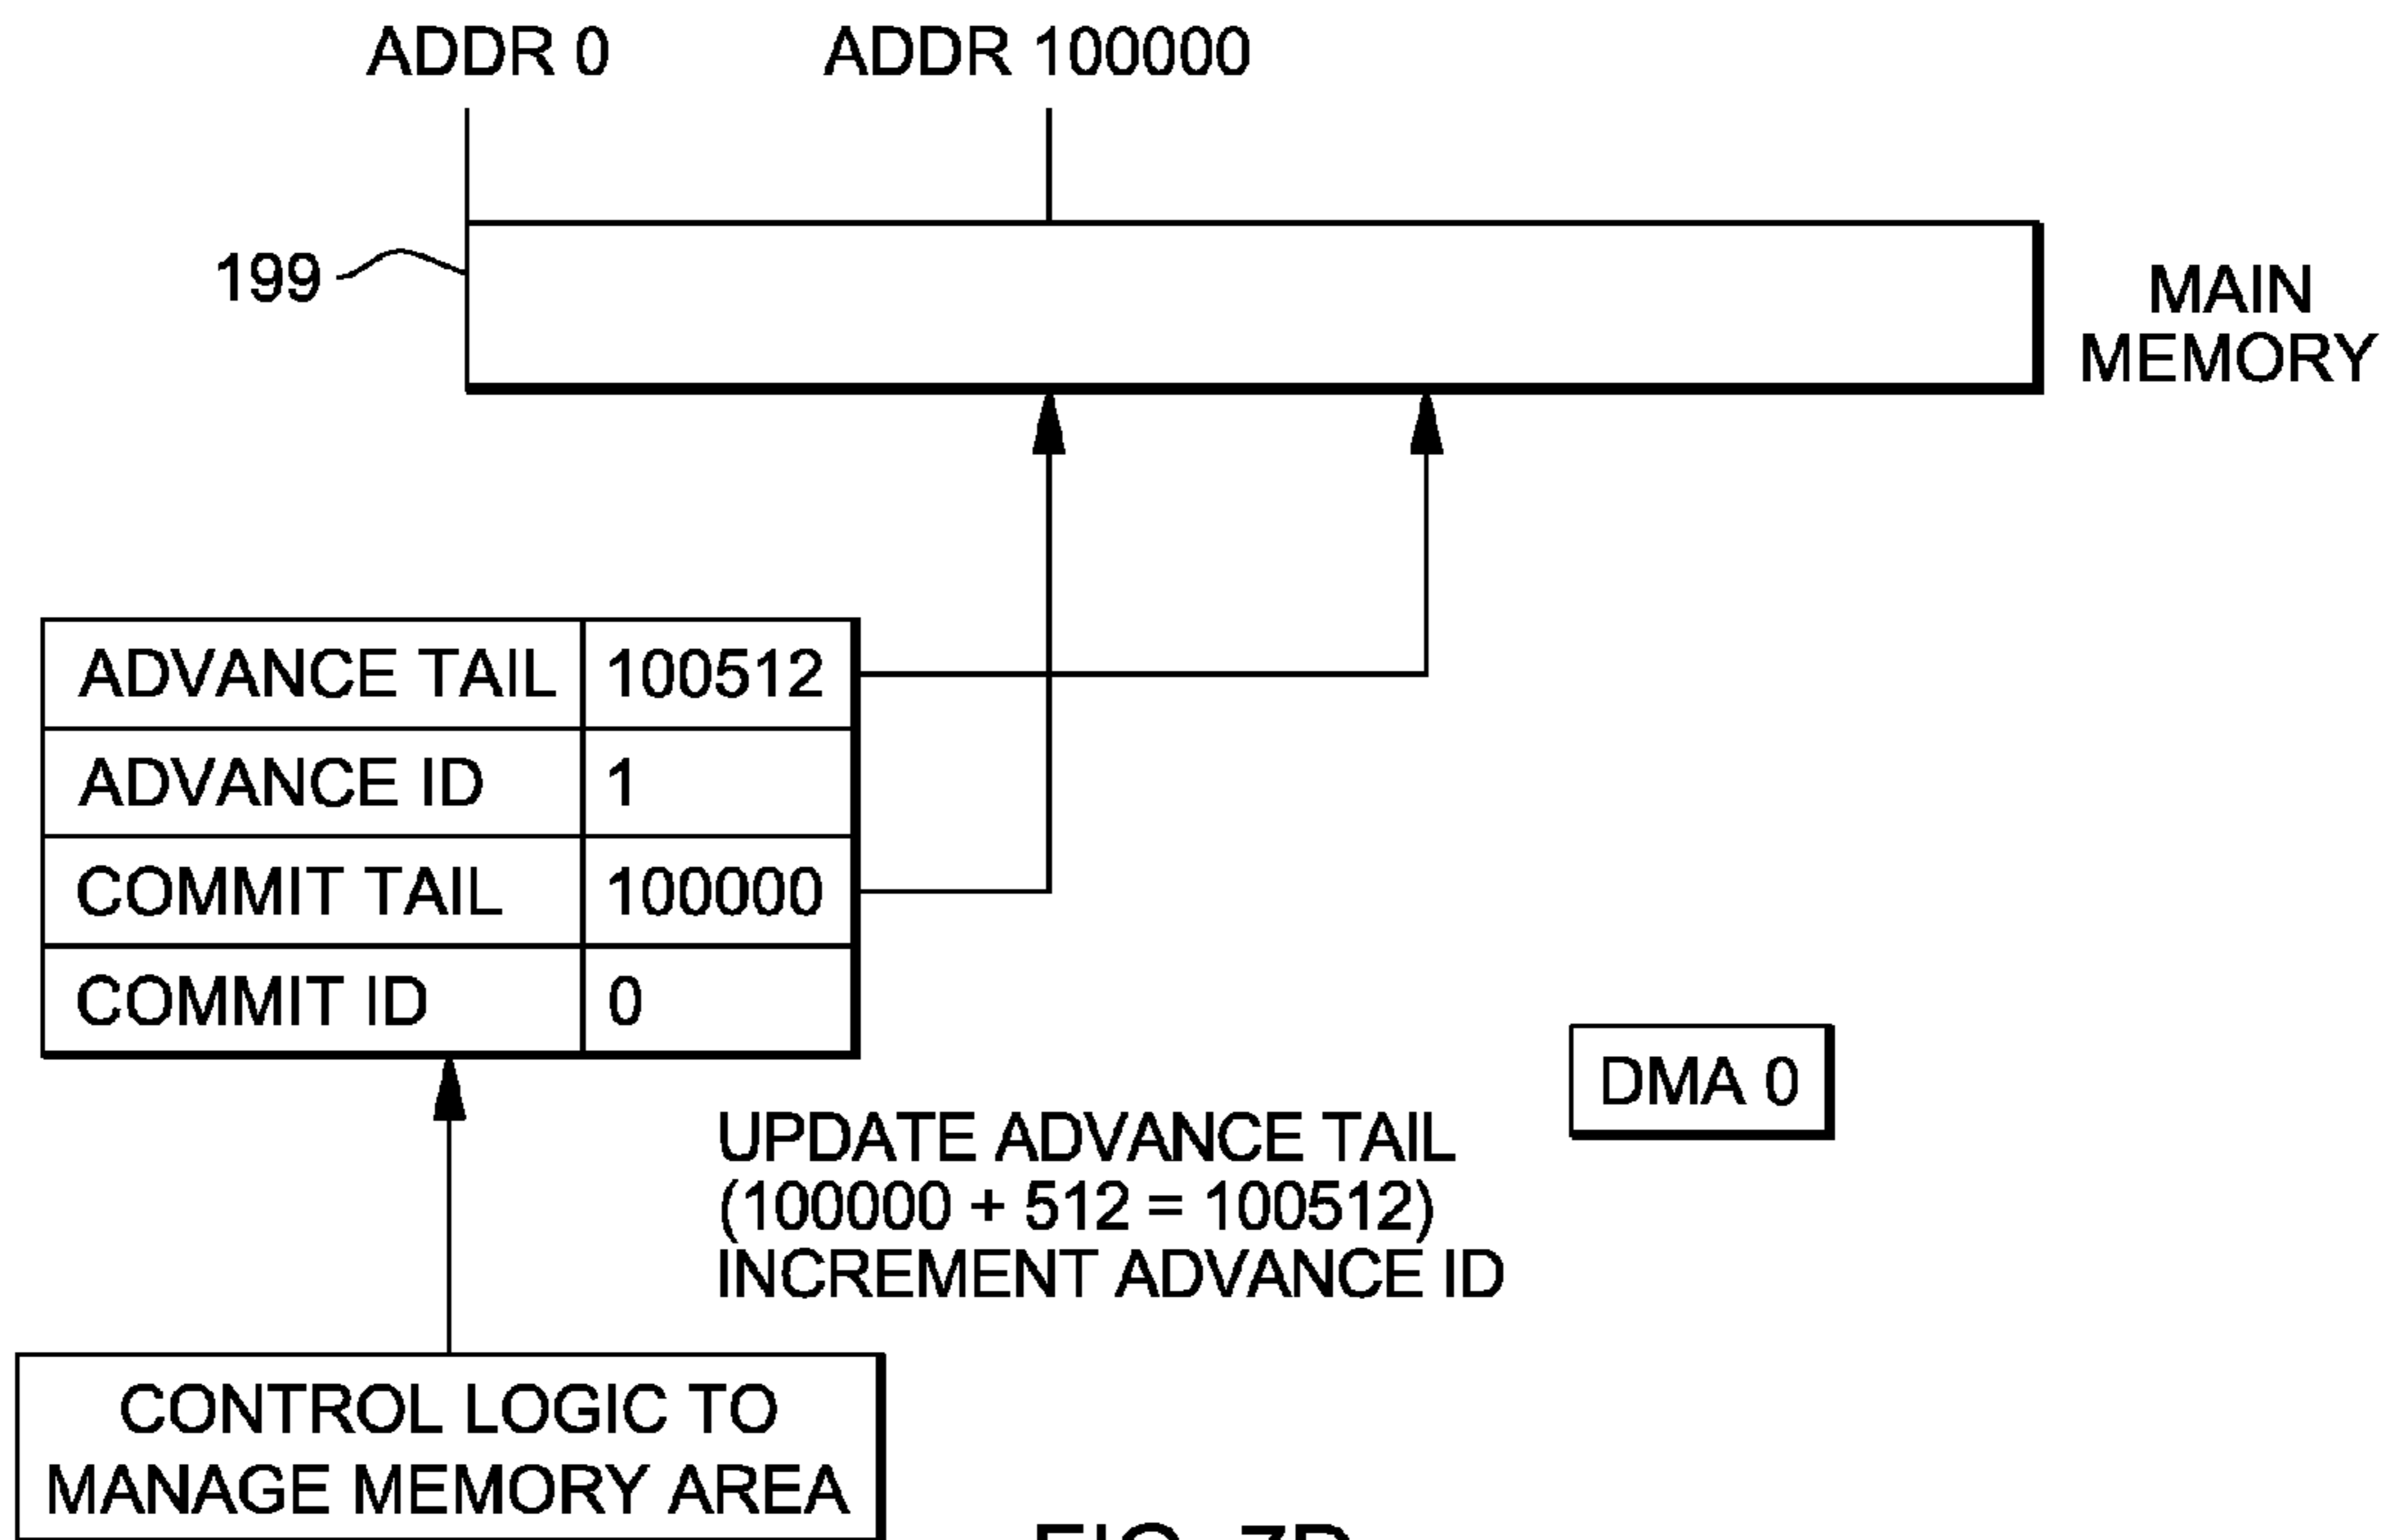 ADDR 0 ADDR 100000
199
MAIN
MEMORY
ADVANCE TAIL 100512
ADVANCE ID 1
COMMIT TAIL 100000
COMMIT ID 0
DMA 0
UPDATE ADVANCE TAIL
(100000 + 512 = 100512)
INCREMENT ADVANCE ID
CONTROL LOGIC TO
MANAGE MEMORY AREA